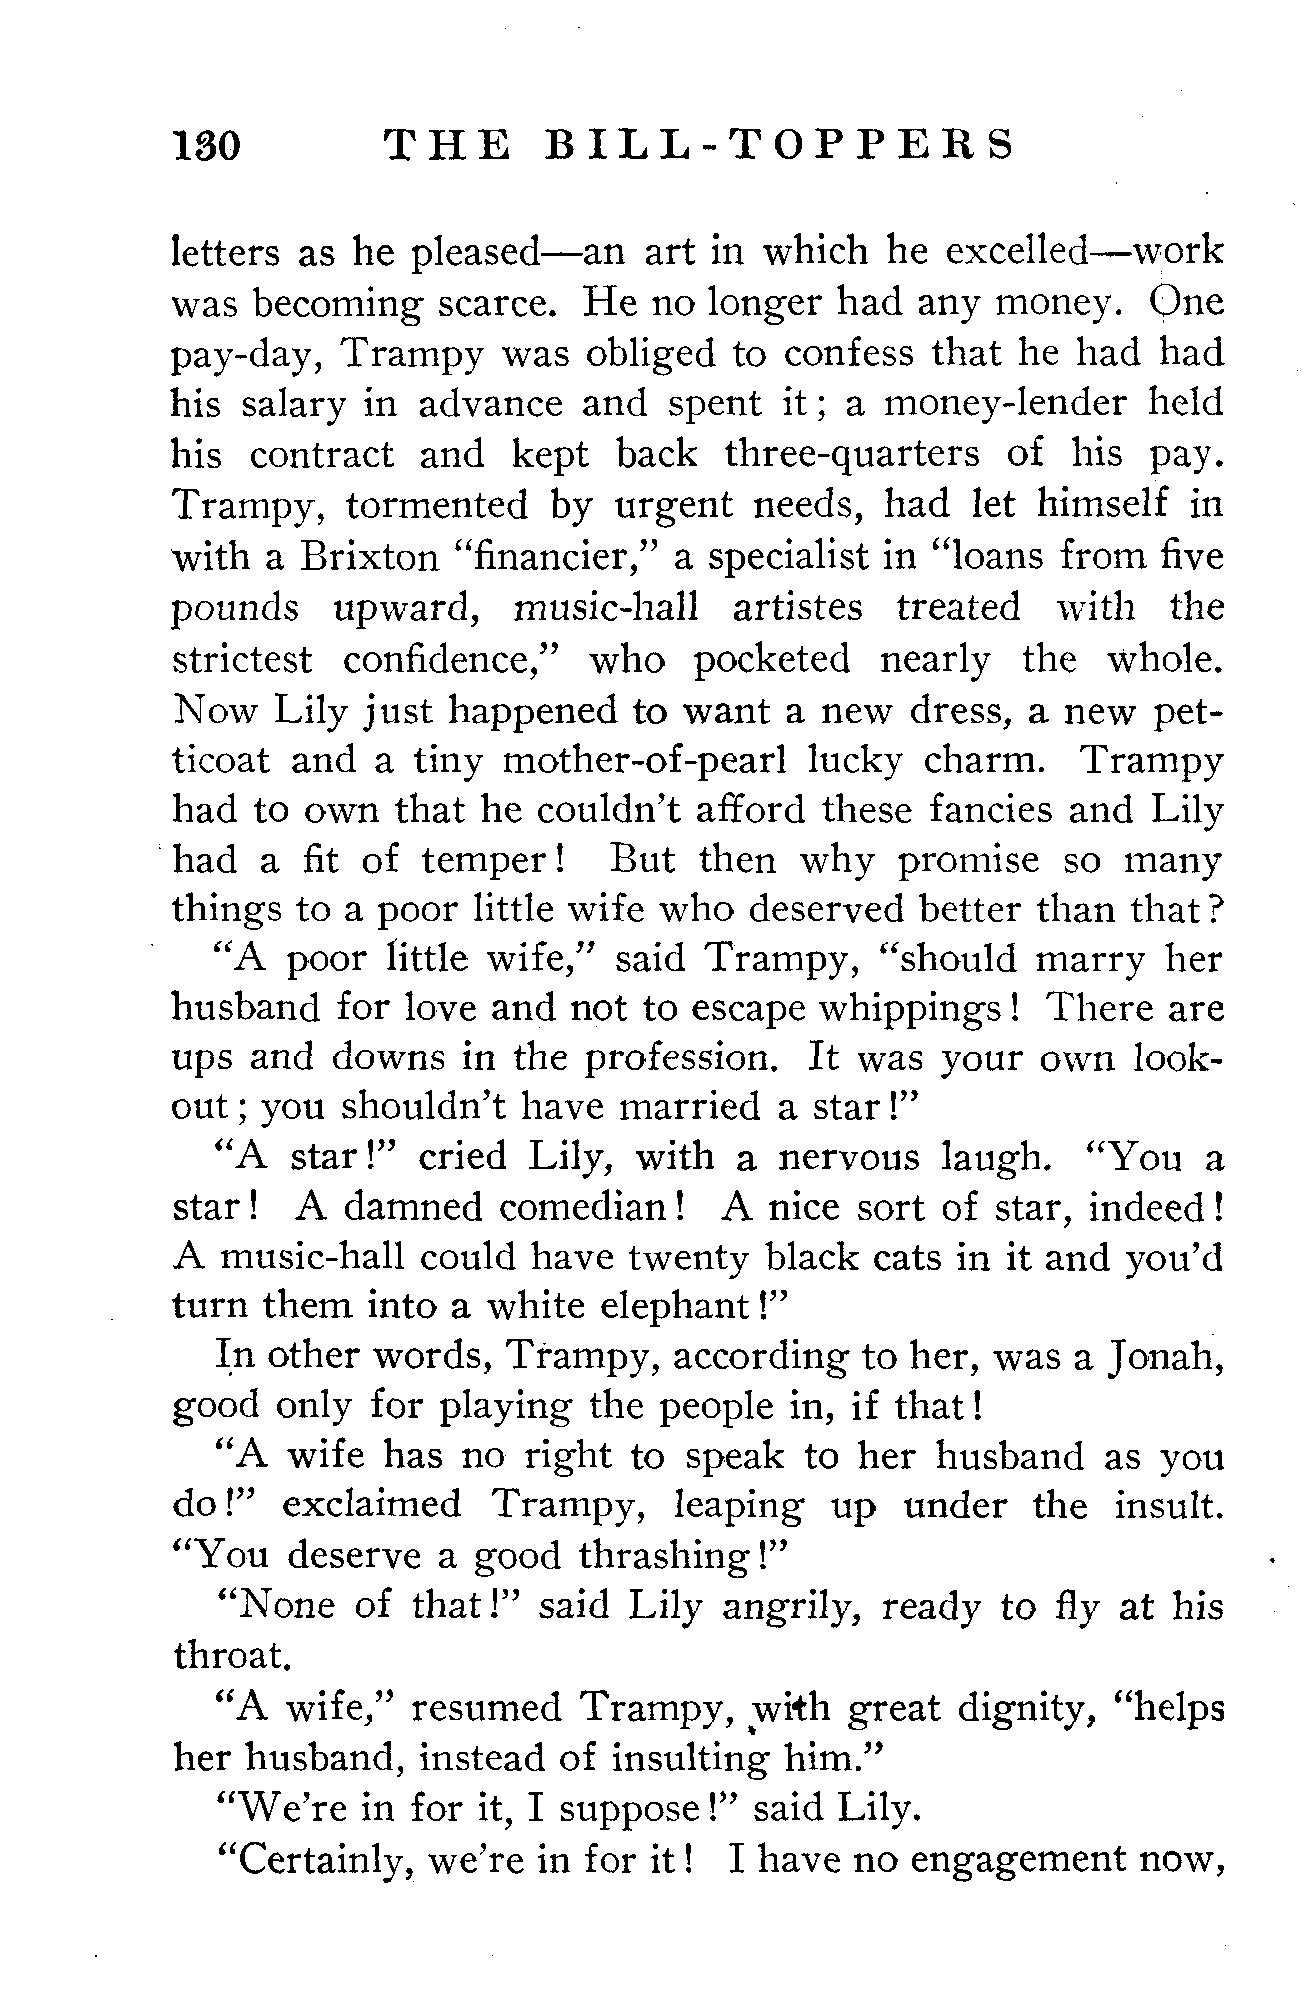 130 THE BILL-TOPPERS
letters as he pleased—an art in which he excelled—work
was becoming scarce. He no longer had any money. One
pay-day, Trampy was obliged to confess that he had had
his salary in advance and spent it; a money-lender held
his contract and kept back three-quarters of his pay.
Trampy, tormented by urgent needs, had let himself in
with a Brixton “financier,” a specialist in “loans from five
pounds upward, music-hall artistes treated with the
strictest confidence,” who pocketed nearly the whole.
Now Lily just happened to want a new dress, a new pet-
ticoat and a tiny mother-of-pearl lucky charm. Trampy
had to own that he couldn’t afford these fancies and Lily
had a fit of temper! But then why promise so many
things to a poor little wife who deserved better than that?
“A poor little wife,” said Trampy, “should marry her
husband for love and not to escape whippings! There are
ups and downs in the profession. It was your own look-
out; you shouldn’t have married a star!”
“A star!” cried Lily, with a nervous laugh. “You a
star! A damned comedian! A nice sort of star, indeed!
A music-hall could have twenty black cats in it and you’d
turn them into a white elephant!”
In other words, Trampy, according to her, was a Jonah,
good only for playing the people in, if that!
“A wife has no right to speak to her husband as you
do!” exclaimed Trampy, leaping up under the insult.
“You deserve a good thrashing!”
“None of that!” said Lily angrily, ready to fly at his
throat.
“A wife,” resumed Trampy, with great dignity, “helps
her husband, instead of insulting him.”
“We’re in for it, I suppose!” said Lily.
“Certainly, we’re in for it! I have no engagement now,